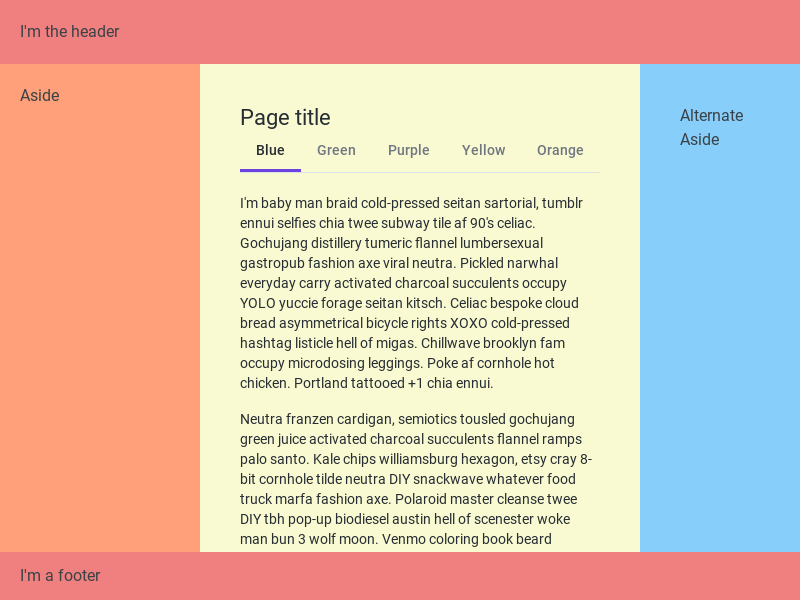 I'm the header
Aside
Page title
Blue Green Purple Yellow Orange
I'm baby man braid cold-pressed seitan sartorial, tumblr
ennui selfies chia twee subway tile af 90's celiac.
Gochujang distillery tumeric flannel lumbersexual
gastropub fashion axe viral neutra. Pickled narwhal
everyday carry activated charcoal succulents occupy
YOLO yuccie forage seitan kitsch. Celiac bespoke cloud
bread asymmetrical bicycle rights XOXO cold-pressed
hashtag listicle hell of migas. Chillwave brooklyn fam
occupy microdosing leggings. Poke af cornhole hot
chicken. Portland tattooed +1 chia ennui.
Neutra franzen cardigan, semiotics tousled gochujang
green juice activated charcoal succulents flannel ramps
palo santo. Kale chips williamsburg hexagon, etsy cray 8-
bit cornhole tilde neutra DIY snackwave whatever food
truck marfa fashion axe. Polaroid master cleanse twee
DIY tbh pop-up biodiesel austin hell of scenester woke
man bun 3 wolf moon. Venmo coloring book beard
Alternate
Aside
I'm a footer